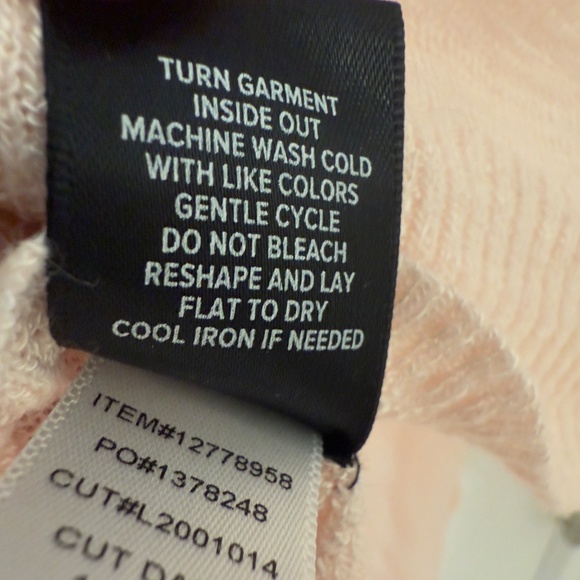 TURN GARMENT
INSIDE OUT
MACHINE WASH COLD
WITH LIKE COLORS
GENTLE CYCLE
DO NOT BLEACH
RESHAPE AND LAY
FLAT TO DRY
COOL IRON IF NEEDED
ITEM#12778958
PO#1378248
CUT#L2001014
CUT